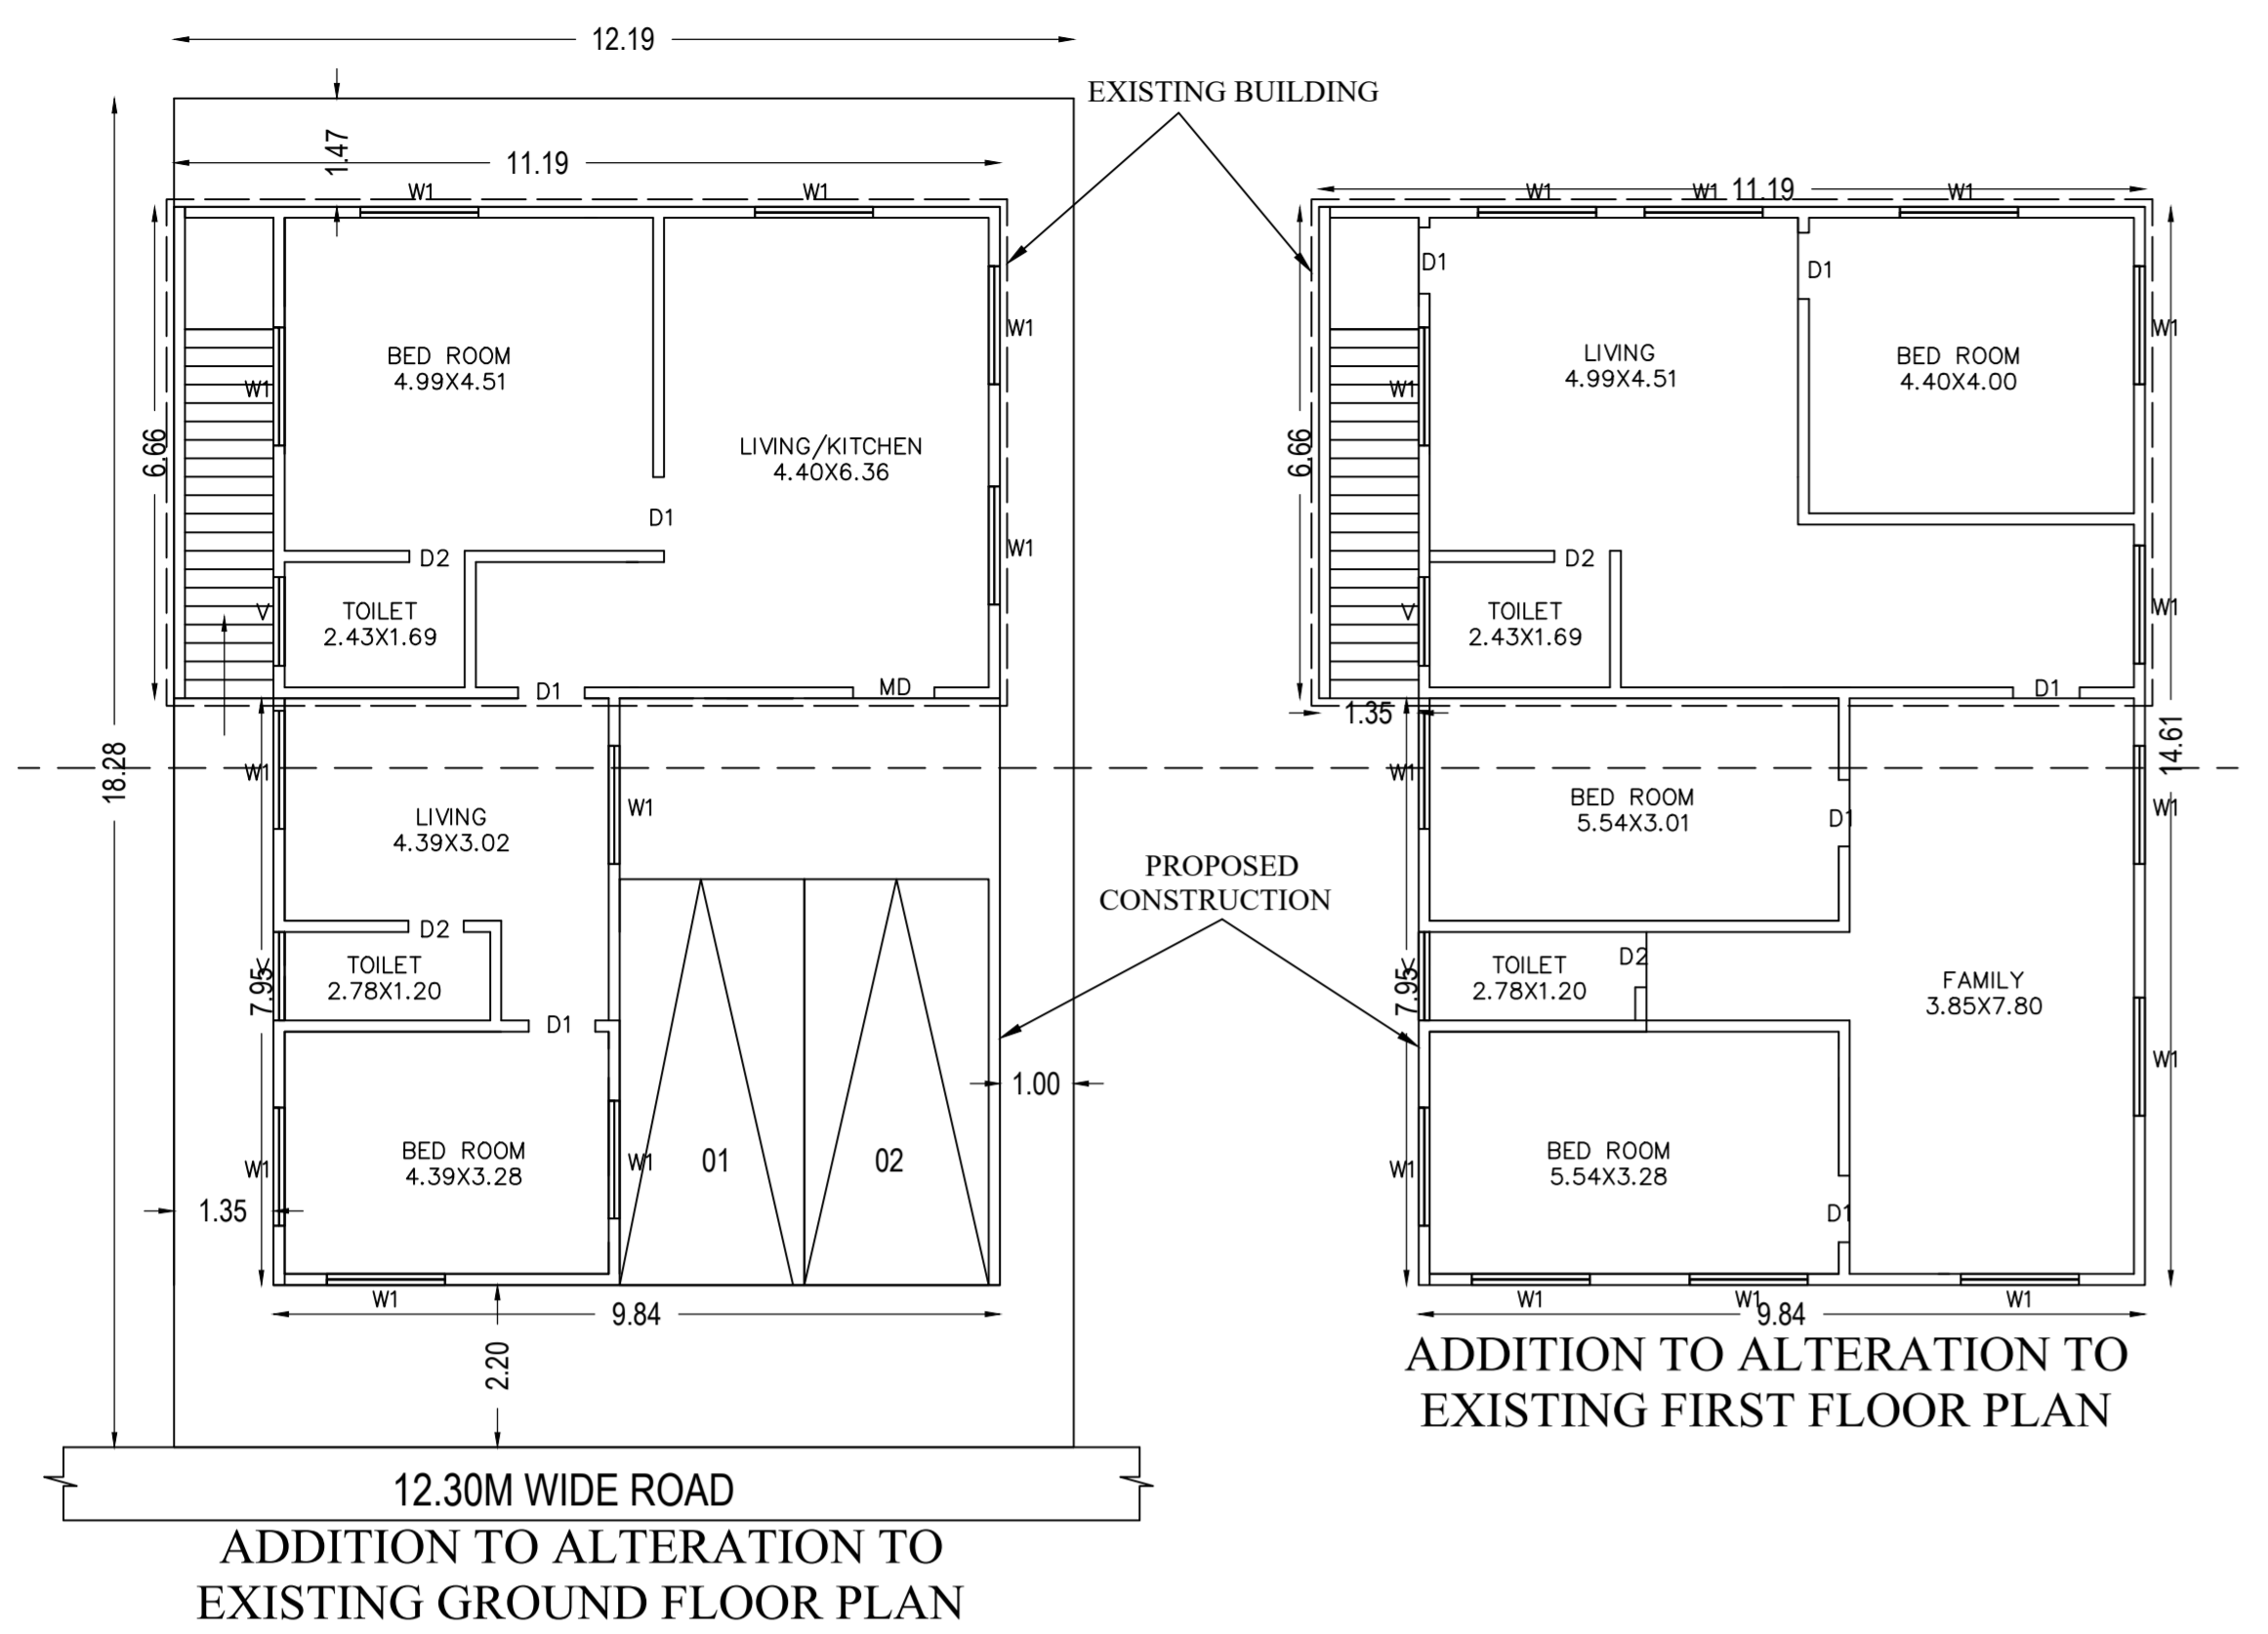 12.19
EXISTING BUILDING
1.47
11.19
W1
W1
6.66
W1
BED ROOM
4.99X4.51
W1
LIVING/KITCHEN
4.40X6.36
D1
W1
D2
V
TOILET
2.43X1.69
D1
MD
18.28
W1
W1
LIVING
4.39X3.02
PROPOSED
CONSTRUCTION
D2
V
7.95
TOILET
2.78X1.20
D1
1.00
W1
BED ROOM
4.39X3.28
W1
01
02
1.35
W1
9.84
2.20
12.30M WIDE ROAD
ADDITION TO ALTERATION TO
EXISTING GROUND FLOOR PLAN
W1
W1
11.19
W1
D1
D1
6.66
W1
LIVING
4.99X4.51
BED ROOM
4.40X4.00
W1
D2
V
TOILET
2.43X1.69
W1
D1
1.35
14.61
W1
BED ROOM
5.54X3.01
D1
W1
D2
V
7.95
TOILET
2.78X1.20
FAMILY
3.85X7.80
W1
W1
BED ROOM
5.54X3.28
D1
W1
W1
W1
9.84
ADDITION TO ALTERATION TO
EXISTING FIRST FLOOR PLAN